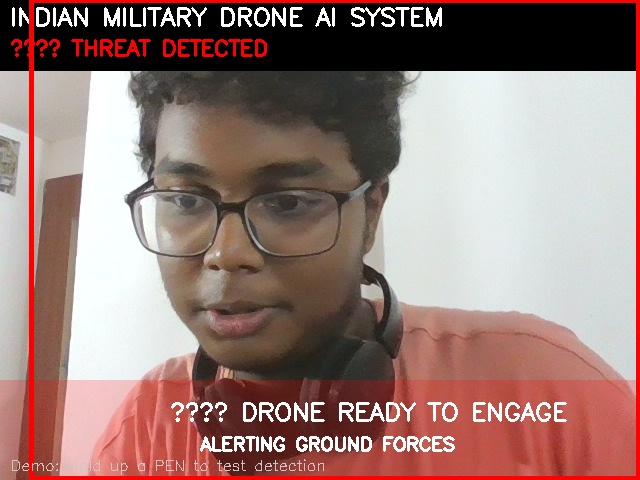 INDIAN MILITARY DRONE AI SYSTEM
???? THREAT DETECTED
???? DRONE READY TO ENGAGE
ALERTING GROUND FORCES
Demo: Hold up a PEN to test detection